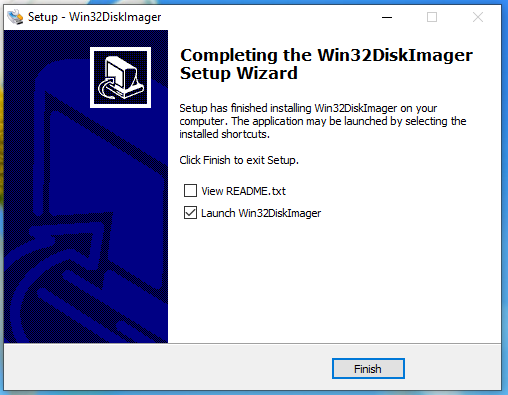 Setup - Win32DiskImager
Completing the Win32DiskImager
Setup Wizard
Setup has finished installing Win32DiskImager on your
computer. The application may be launched by selecting the
installed shortcuts.
Click Finish to exit Setup.
View README.txt
Launch Win32DiskImager
Finish